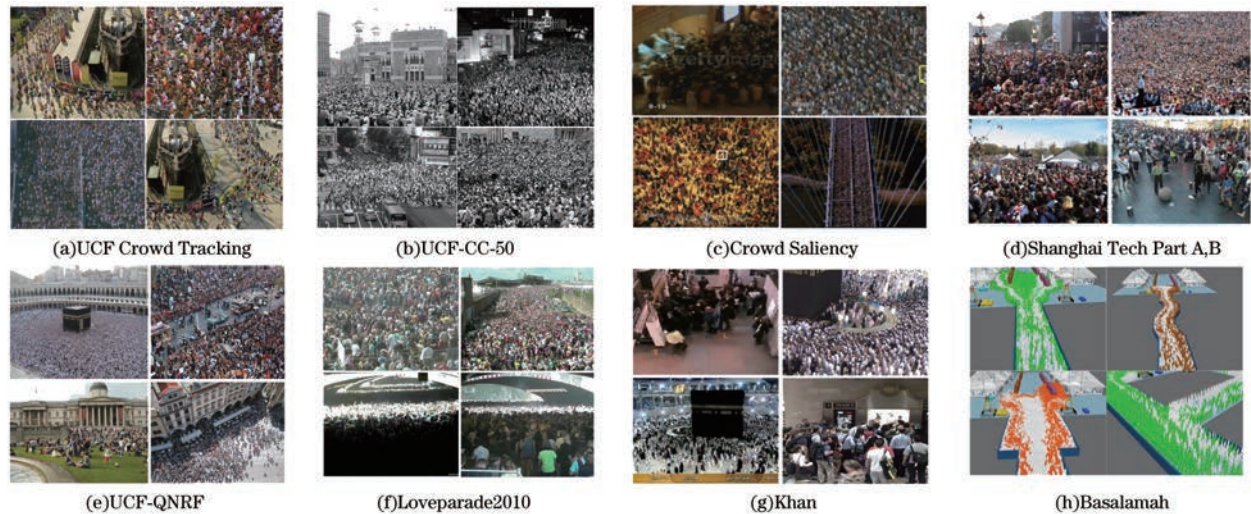 (a)UCF Crowd Tracking
(b)UCF-CC-50
(c)Crowd Saliency
(d)Shanghai Tech Part A,B
(e)UCF-QNRF
(f)Loveparade2010
(g)Khan
(h)Basalamah